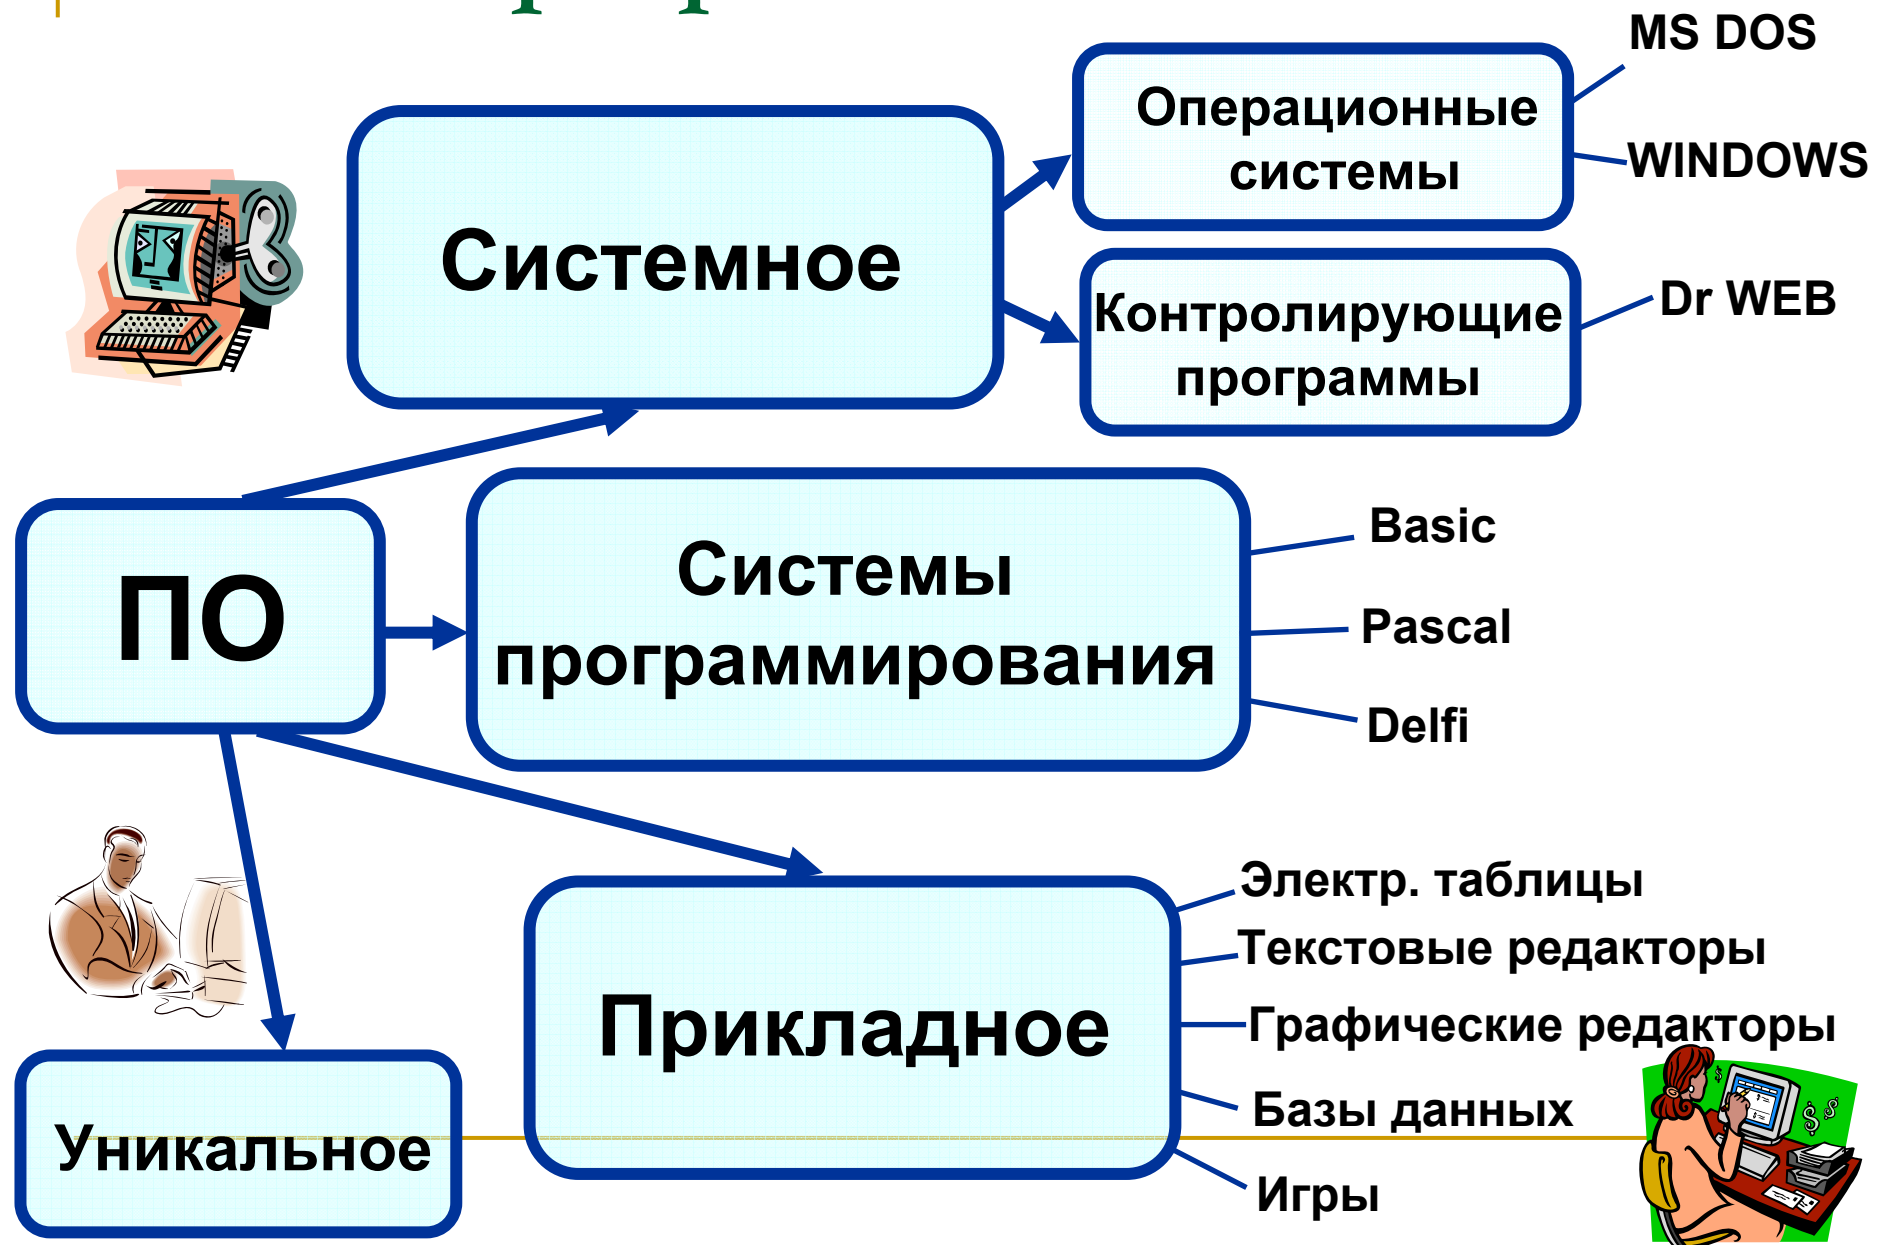 MS DOS
Операционные
системы
WINDOWS
Системное
Контролирующие
программы
Dr WEB
ПО
Системы
программирования
Basic
Pascal
Delfi
Прикладное
Электр. таблицы
Текстовые редакторы
Графические редакторы
Базы данных
Игры
Уникальное